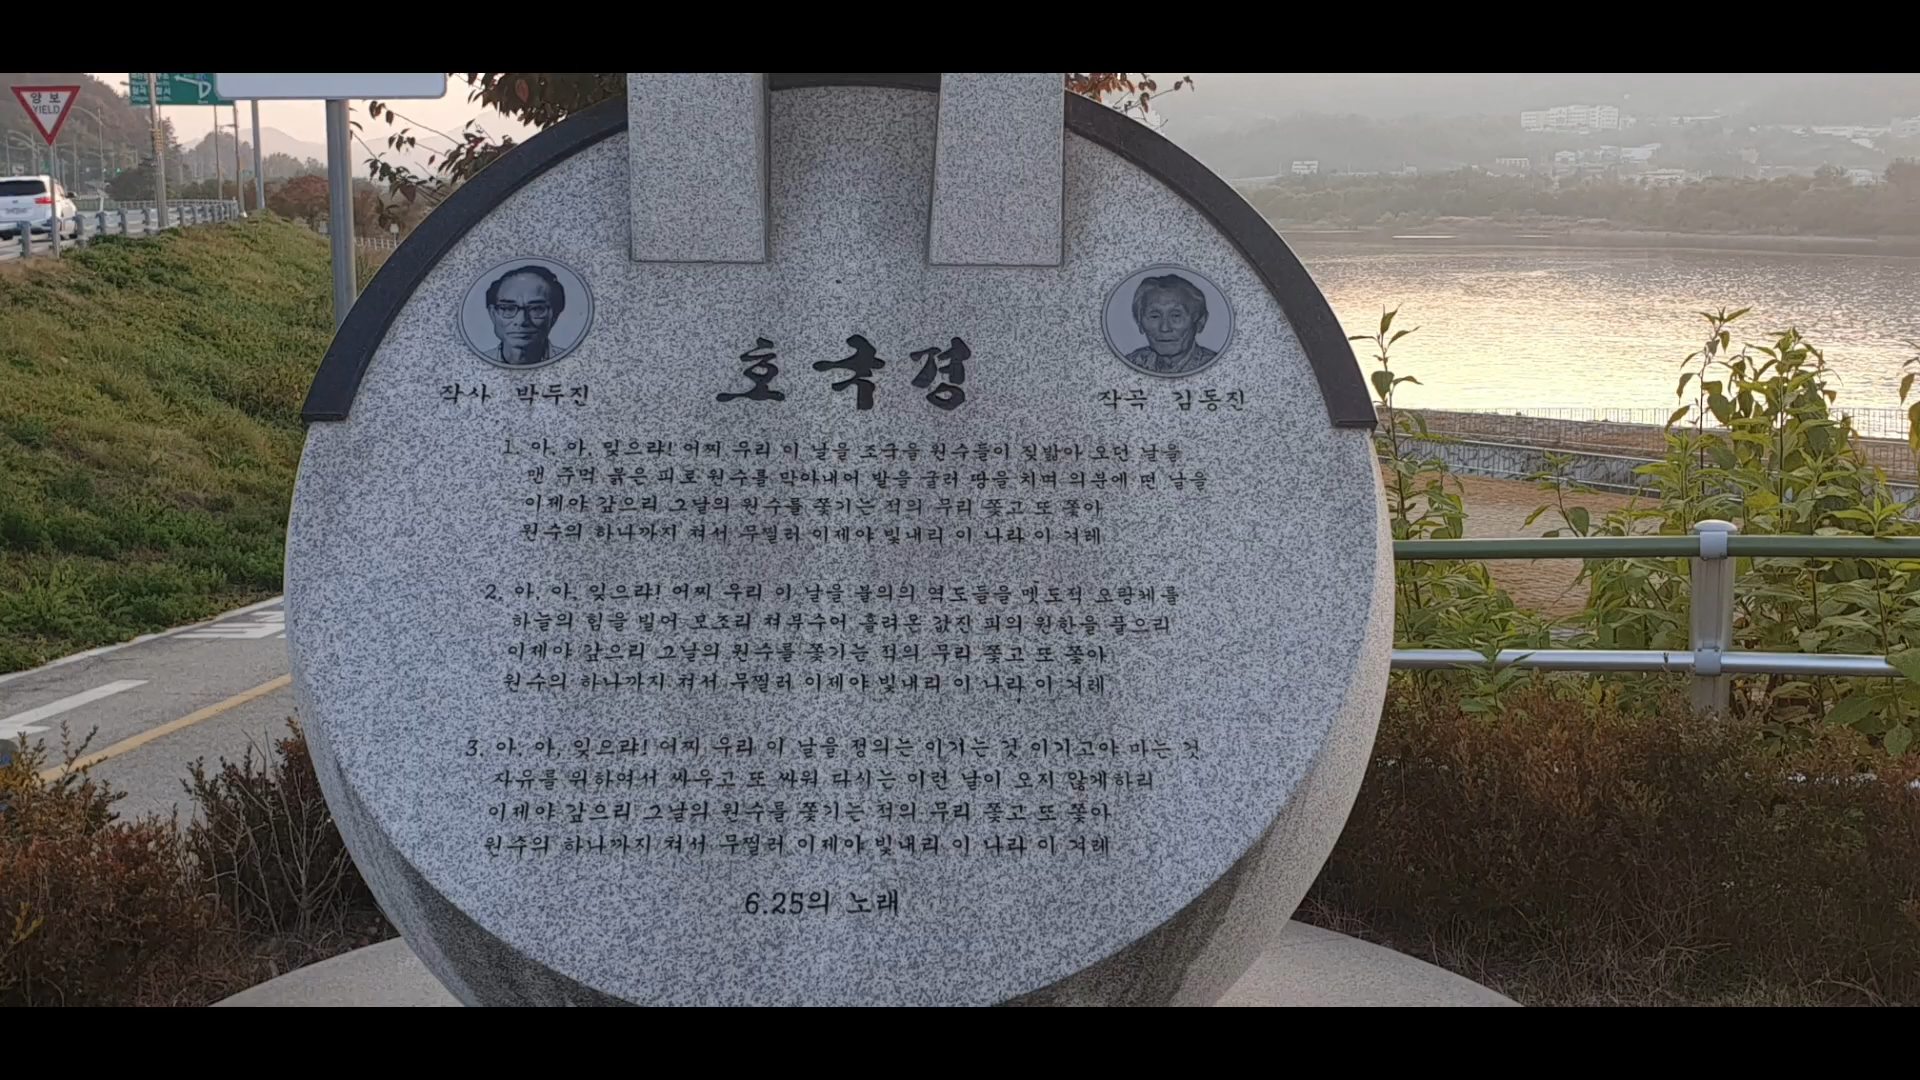 양보
YIELD
호국경
작사 박두진
작곡 김동진
1. 아, 아, 잊으랴! 어찌 우리 이 날을 조국을 원수들이 짓밟아 오던 날을
맨 주먹 붉은 피로 원수를 막아내어 발을 굴러 땅을 치며 의분에 떤 날을
이제야 갚으리 그날의 원수를 쫓기는 적의 무리 쫓고 또 쫓아
원수의 하나까지 쳐서 무찔러 이제야 빛내리 이 나라 이 겨레
2. 아, 아, 잊으랴! 어찌 우리 이 날을 불의의 역도들을 멧도적 오랑캐를
하늘의 힘을 빌어 모조리 쳐부수어 흘려온 값진 피의 원한을 풀으리
이제야 갚으리 그날의 원수를 쫓기는 적의 무리 쫓고 또 쫓아
원수의 하나까지 쳐서 무찔러 이제야 빛내리 이 나라 이 겨레
3. 아, 아, 잊으랴! 어찌 우리 이 날을 정의는 이기는 것 이기고야 마는 것
자유를 위하여서 싸우고 또 싸워 다시는 이런 날이 오지 않게하리
이제야 갚으리 그날의 원수를 쫓기는 적의 무리 쫓고 또 쫓아
원수의 하나까지 쳐서 무찔러 이제야 빛내리 이 나라 이 겨레
6.25의 노래